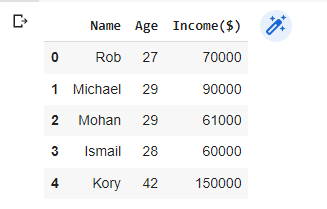 Name Age Income($)
0 Rob 27 70000
1 Michael 29 90000
2 Mohan 29 61000
3 Ismail 28 60000
4 Kory 42 150000